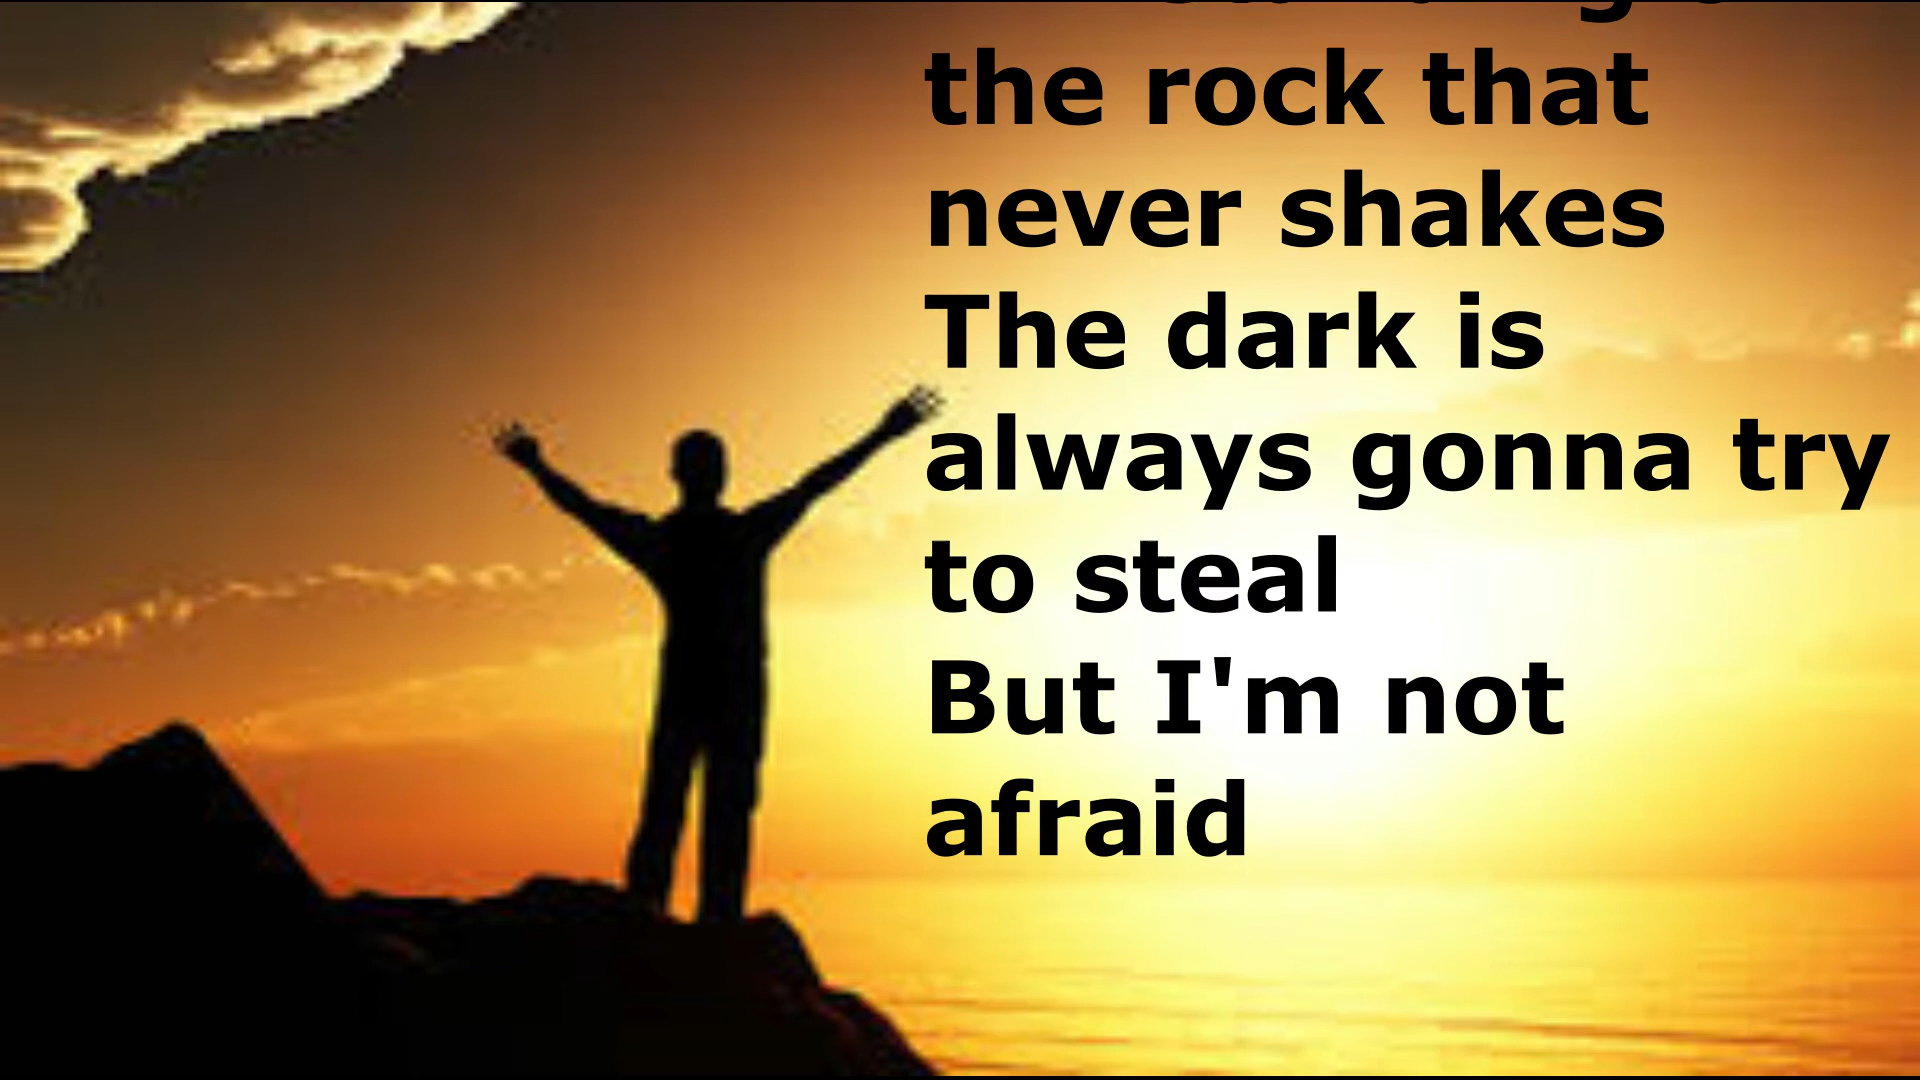 the rock that
never shakes
The dark is
always gonna try
to steal
But I'm not
afraid